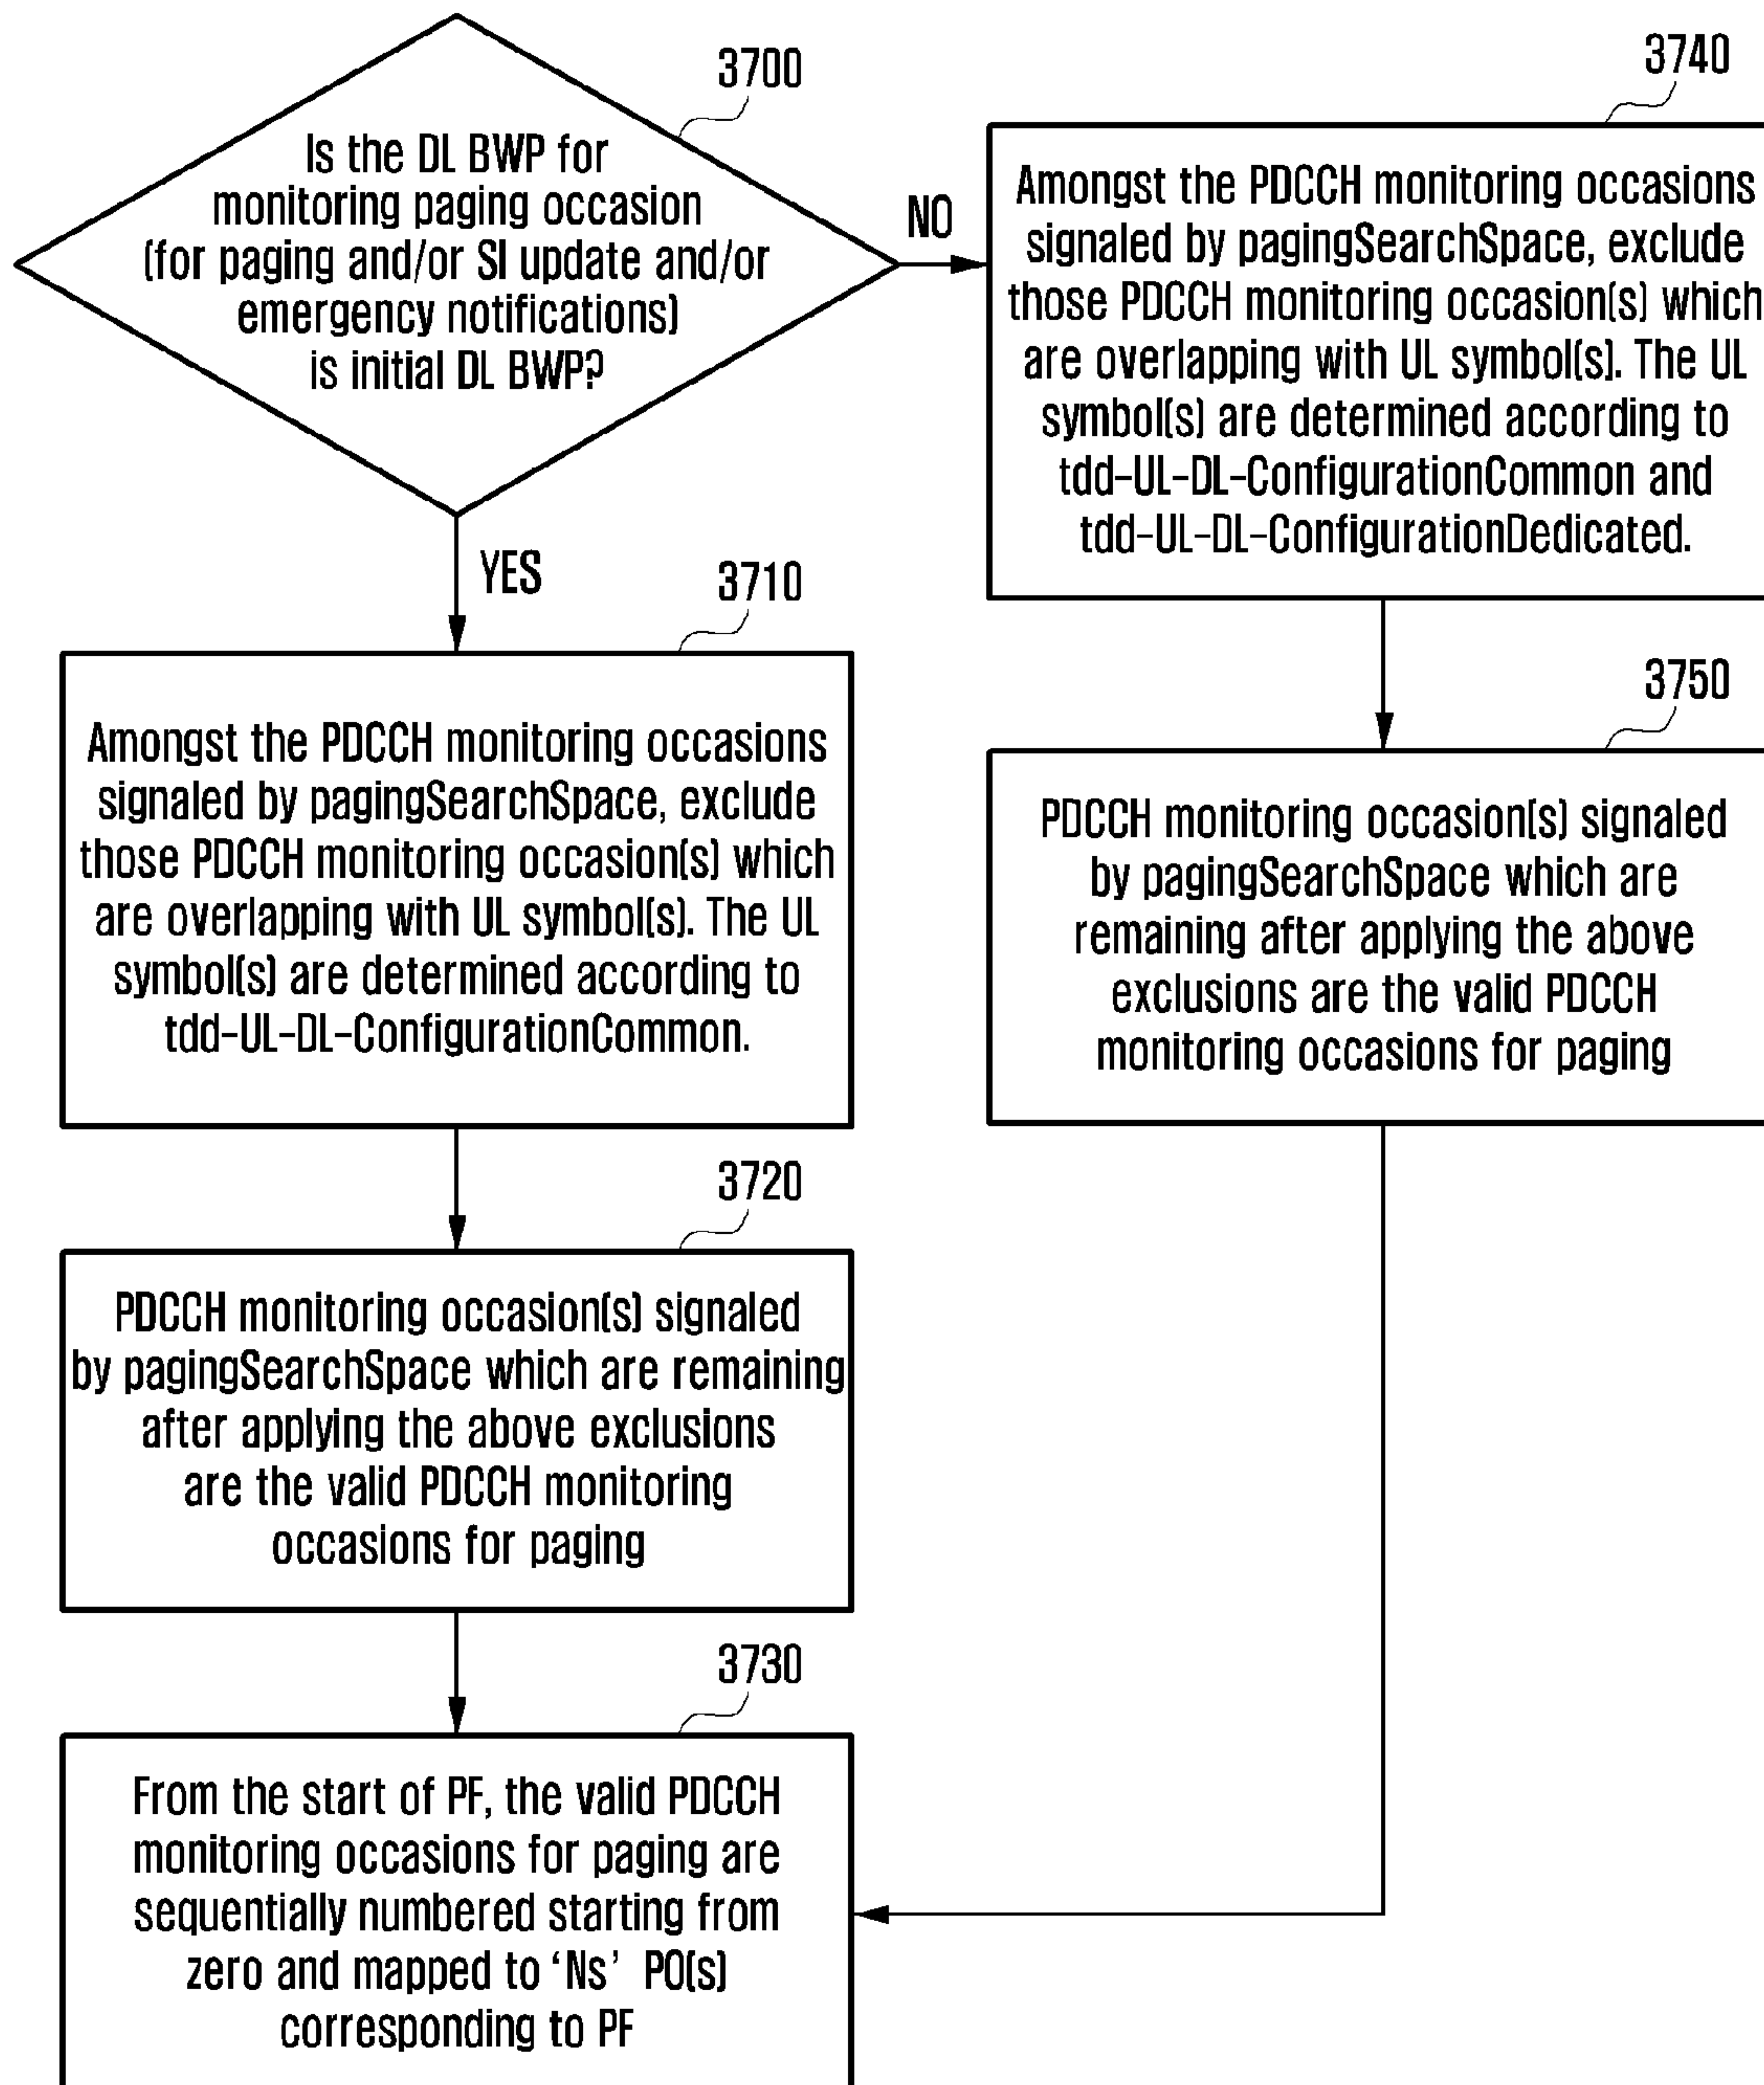 3700
Is the DL BWP for
monitoring paging occasion
(for paging and/or SI update and/or
emergency notifications)
is initial DL BWP?
NO
YES
3710
Amongst the PDCCH monitoring occasions
signaled by pagingSearchSpace, exclude
those PDCCH monitoring occasion(s) which
are overlapping with UL symbol(s). The UL
symbol(s) are determined according to
tdd-UL-DL-ConfigurationCommon.
3720
PDCCH monitoring occasion(s) signaled
by pagingSearchSpace which are remaining
after applying the above exclusions
are the valid PDCCH monitoring
occasions for paging
3730
From the start of PF, the valid PDCCH
monitoring occasions for paging are
sequentially numbered starting from
zero and mapped to ‘Ns’ PO(s)
corresponding to PF
3740
Amongst the PDCCH monitoring occasions
signaled by pagingSearchSpace, exclude
those PDCCH monitoring occasion(s) which
are overlapping with UL symbol(s). The UL
symbol(s) are determined according to
tdd-UL-DL-ConfigurationCommon and
tdd-UL-DL-ConfigurationDedicated.
3750
PDCCH monitoring occasion(s) signaled
by pagingSearchSpace which are
remaining after applying the above
exclusions are the valid PDCCH
monitoring occasions for paging